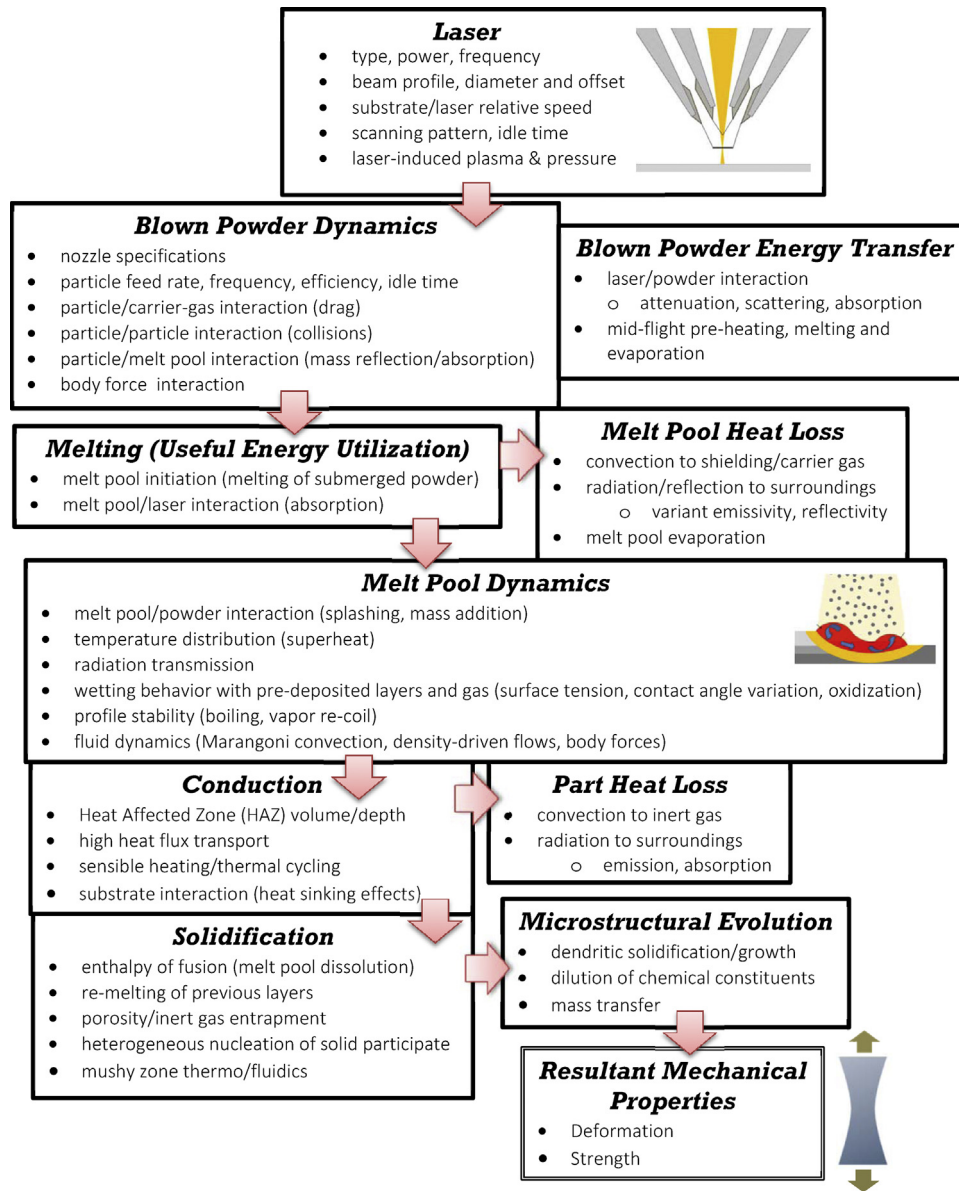 Laser
• type, power, frequency
• beam profile, diameter and offset
• substrate/laser relative speed
• scanning pattern, idle time
• laser-induced plasma & pressure
Blown Powder Dynamics
• nozzle specifications
• particle feed rate, frequency, efficiency, idle time
• particle/carrier-gas interaction (drag)
• particle/particle interaction (collisions)
• particle/melt pool interaction (mass reflection/absorption)
• body force interaction
Blown Powder Energy Transfer
• laser/powder interaction
o attenuation, scattering, absorption
• mid-flight pre-heating, melting and
evaporation
Melting (Useful Energy Utilization)
• melt pool initiation (melting of submerged powder)
• melt pool/laser interaction (absorption)
Melt Pool Heat Loss
• convection to shielding/carrier gas
• radiation/reflection to surroundings
o variant emissivity, reflectivity
• melt pool evaporation
Melt Pool Dynamics
• melt pool/powder interaction (splashing, mass addition)
• temperature distribution (superheat)
• radiation transmission
• wetting behavior with pre-deposited layers and gas (surface tension, contact angle variation, oxidization)
• profile stability (boiling, vapor re-coil)
• fluid dynamics (Marangoni convection, density-driven flows, body forces)
Conduction
• Heat Affected Zone (HAZ) volume/depth
• high heat flux transport
• sensible heating/thermal cycling
• substrate interaction (heat sinking effects)
Part Heat Loss
• convection to inert gas
• radiation to surroundings
o emission, absorption
Solidification
• enthalpy of fusion (melt pool dissolution)
• re-melting of previous layers
• porosity/inert gas entrapment
• heterogeneous nucleation of solid participate
• mushy zone thermo/fluidics
Microstructural Evolution
• dendritic solidification/growth
• dilution of chemical constituents
• mass transfer
Resultant Mechanical
Properties
• Deformation
• Strength